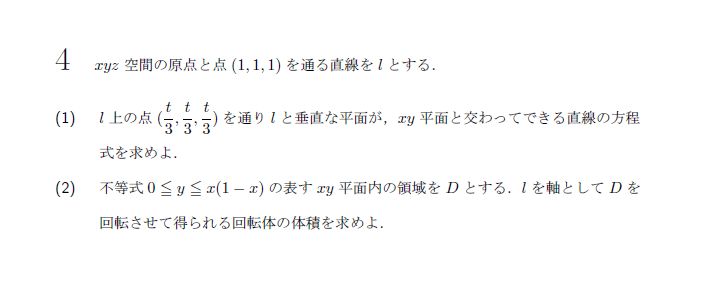 4 xyz 空間の原点と点 (1, 1, 1) を通る直線を l とする.
(1) l 上の点 (t/3, t/3, t/3) を通り l と垂直な平面が, xy 平面と交わってできる直線の方程
式を求めよ.
(2) 不等式 0 ≦ y ≦ x(1 − x) の表す xy 平面内の領域を D とする. l を軸として D を
回転させて得られる回転体の体積を求めよ.